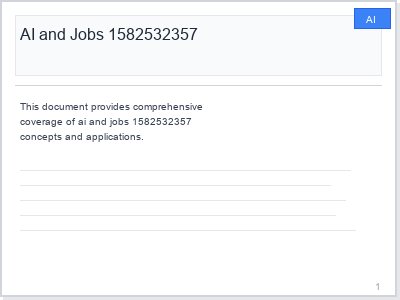 AI
AI and Jobs 1582532357
This document provides comprehensive
coverage of ai and jobs 1582532357
concepts and applications.
1